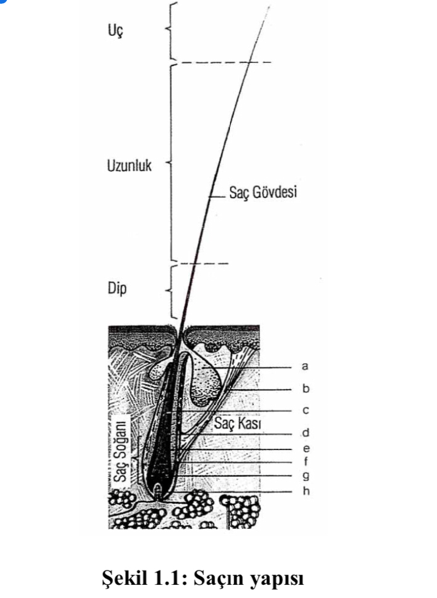 Uç
Uzunluk
Saç Gövdesi
Dip
a
b
c
Saç Kası
d
e
f
g
h
Saç Soğanı
Şekil 1.1: Saçın yapısı